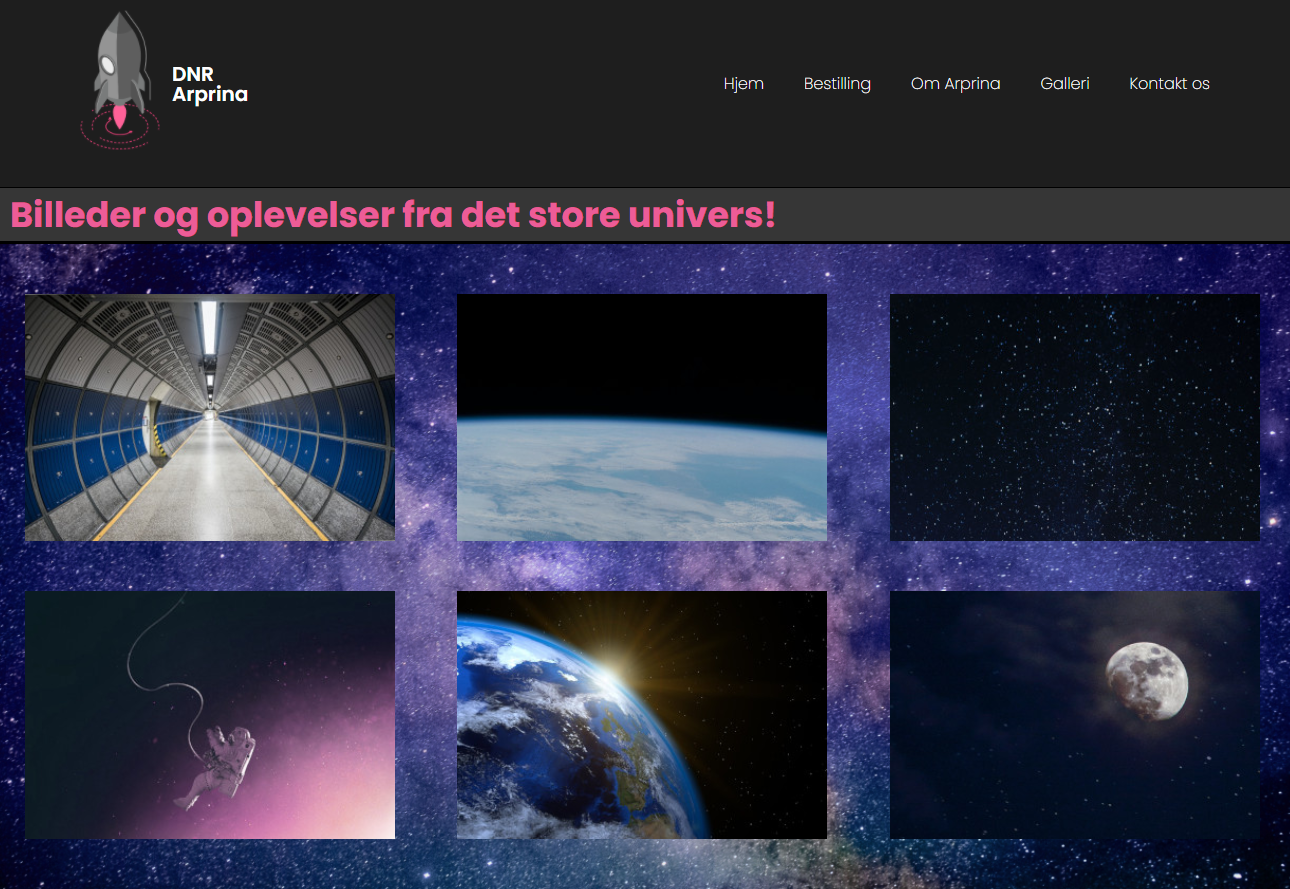 DNR
Arprina
Hjem
Bestilling
Om Arprina
Galleri
Kontakt os
Billeder og oplevelser fra det store univers!